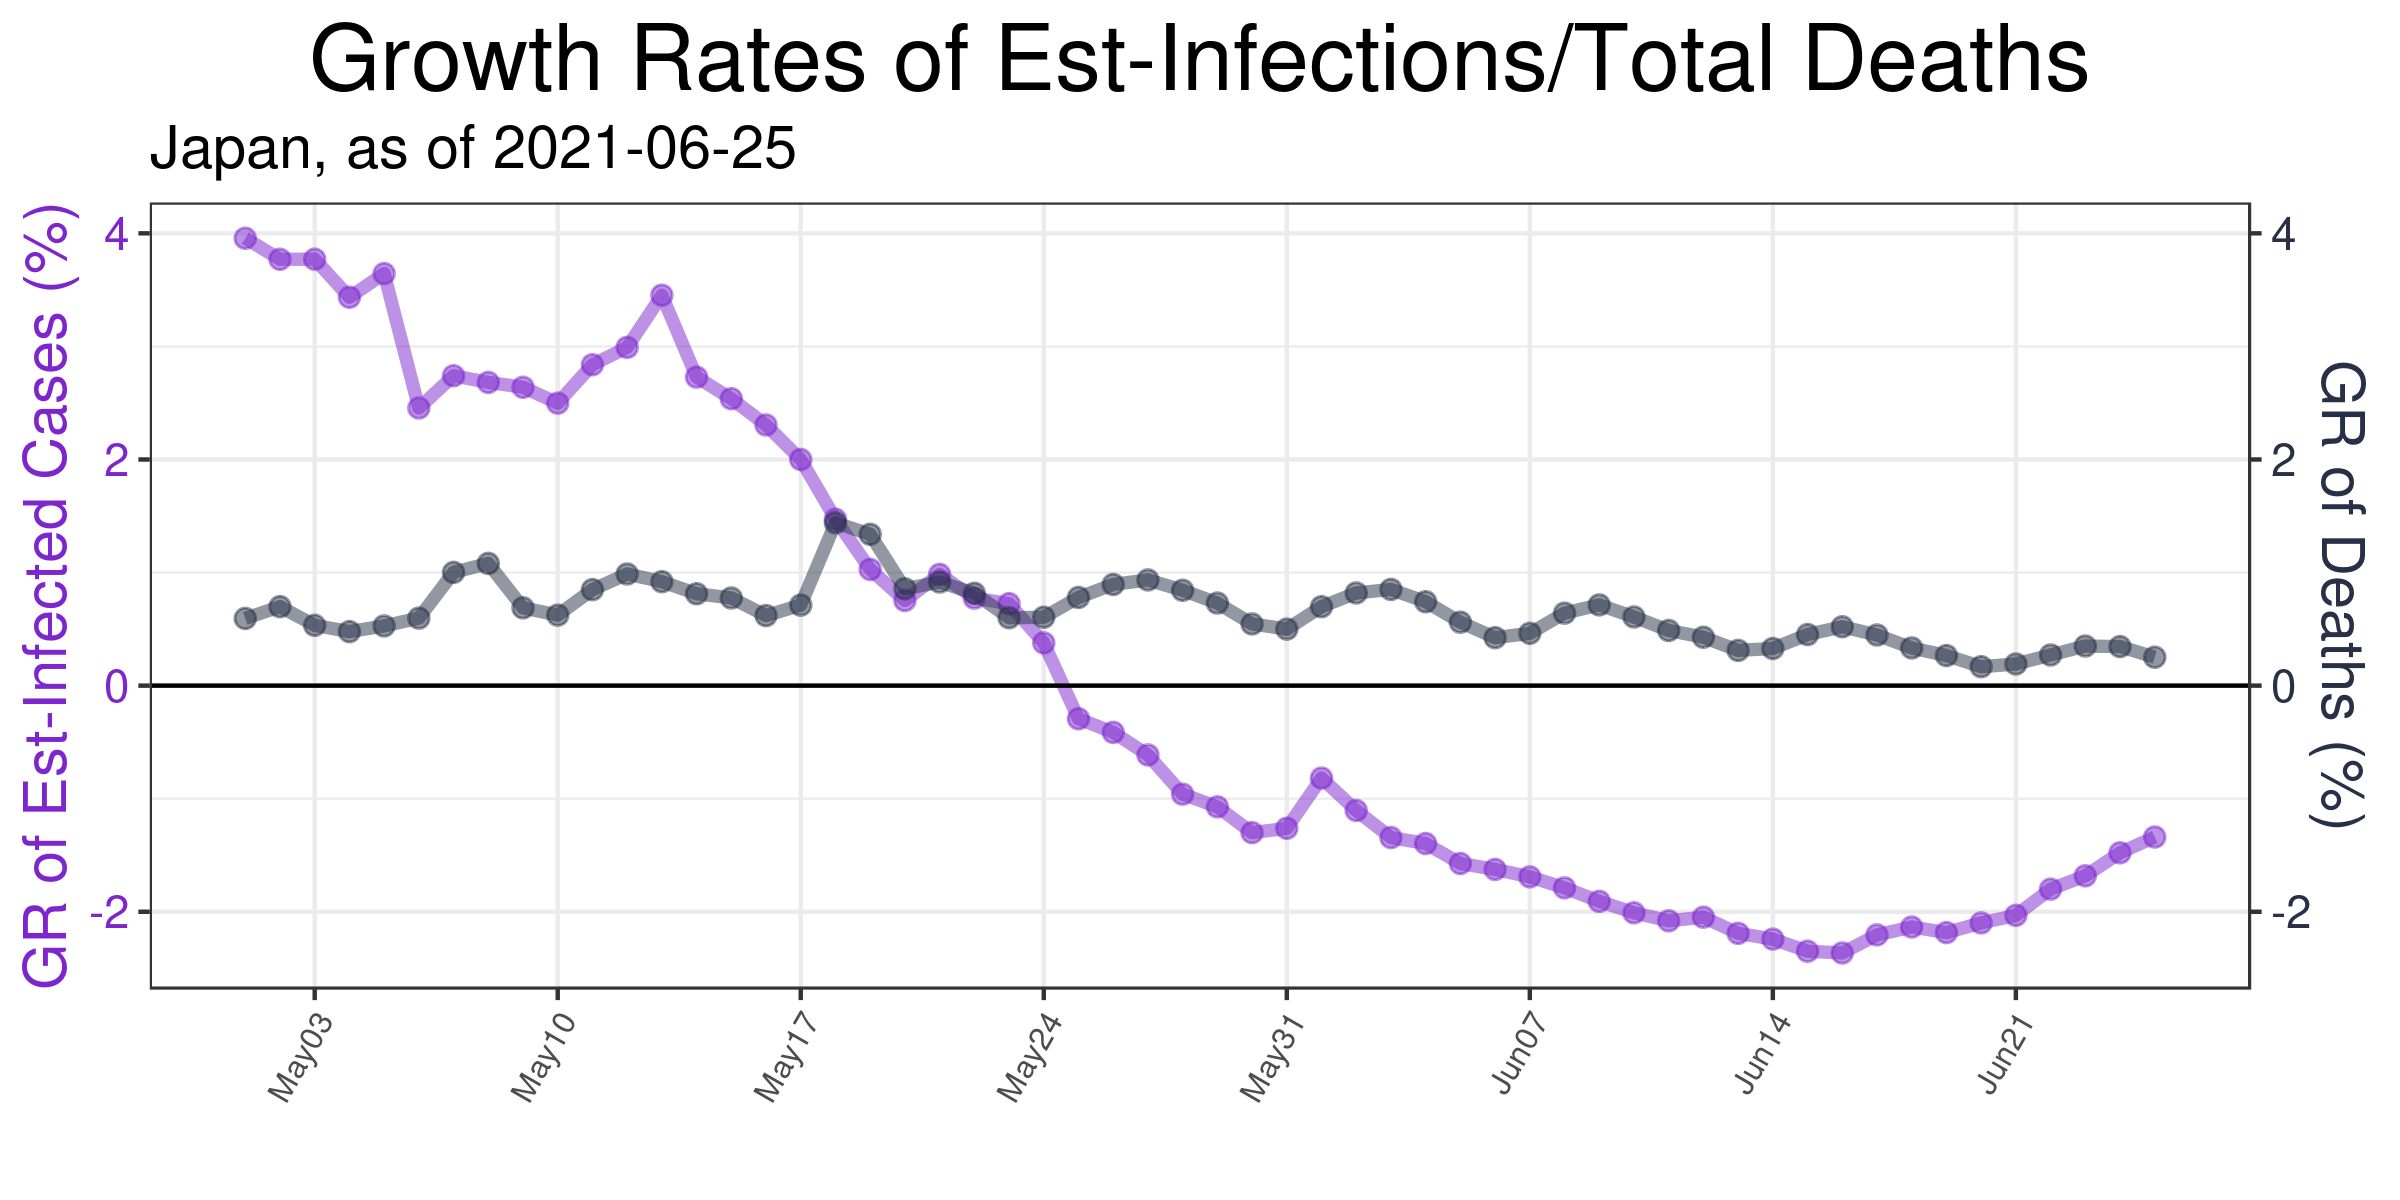 Growth Rates of Est-Infections/Total Deaths
Japan, as of 2021-06-25
GR of Est-Infected Cases (%)
4
2
0
-2
4
2
0
-2
GR of Deaths (%)
May03
May10
May17
May24
May31
Jun07
Jun14
Jun21